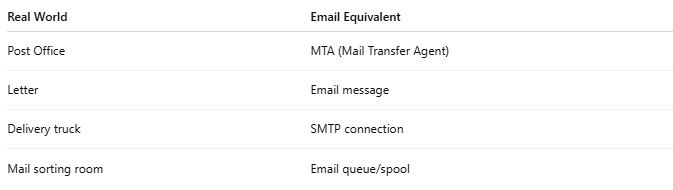 Real World Email Equivalent
Post Office MTA (Mail Transfer Agent)
Letter Email message
Delivery truck SMTP connection
Mail sorting room Email queue/spool